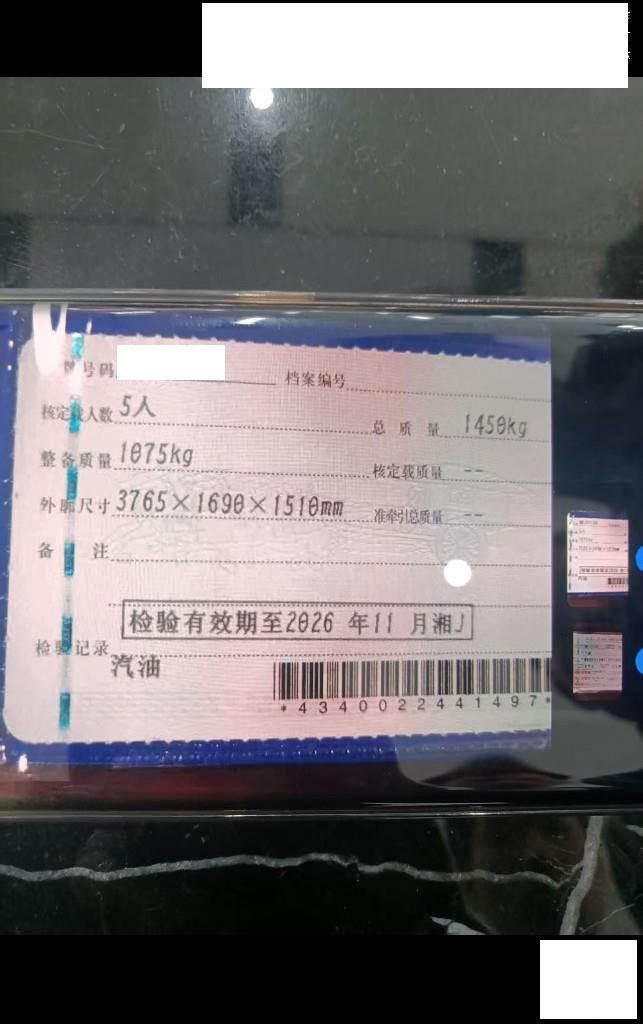 号码
档案编号
核定载人数 5人
总 质 量 1450kg
整备质量 1075kg
核定载质量 --
外廓尺寸 3765×1690×1510mm
准牵引总质量 --
备 注
检验有效期至2026 年11 月湘J
检验记录
汽油
*4340022441497*